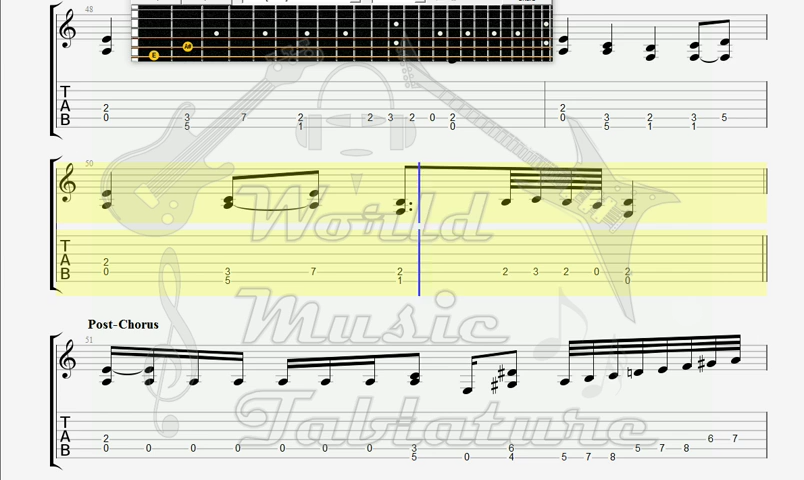 48
T
A
B
2 2
0 3 7 2 2 3 2 0 2 0 3 2 3 5
5 1 0 5 1 1
E A#
50
T
A
B
2
0 3 7 2 2 3 2 0 2
5 1 0
World
Music
Tablature
Post-Chorus
51
T
A
B
2 6 7
0 0 0 0 0 0 0 3 6 5 7 8
5 0 4 5 7 8